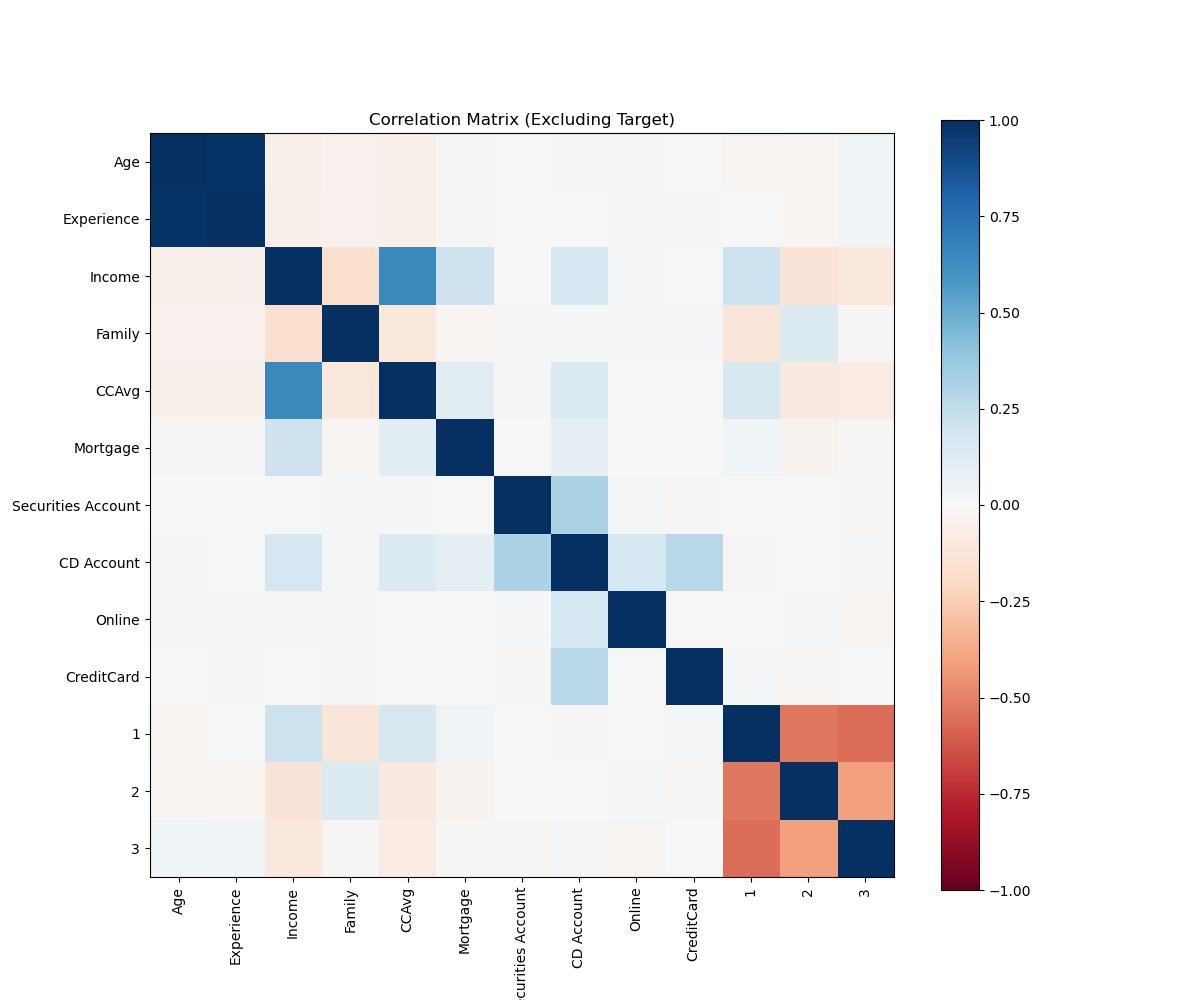 Correlation Matrix (Excluding Target)
Age
Experience
Income
Family
CCAvg
Mortgage
Securities Account
CD Account
Online
CreditCard
1
2
3
Age
Experience
Income
Family
CCAvg
Mortgage
curities Account
CD Account
Online
CreditCard
1
2
3
1.00
0.75
0.50
0.25
0.00
−0.25
−0.50
−0.75
−1.00